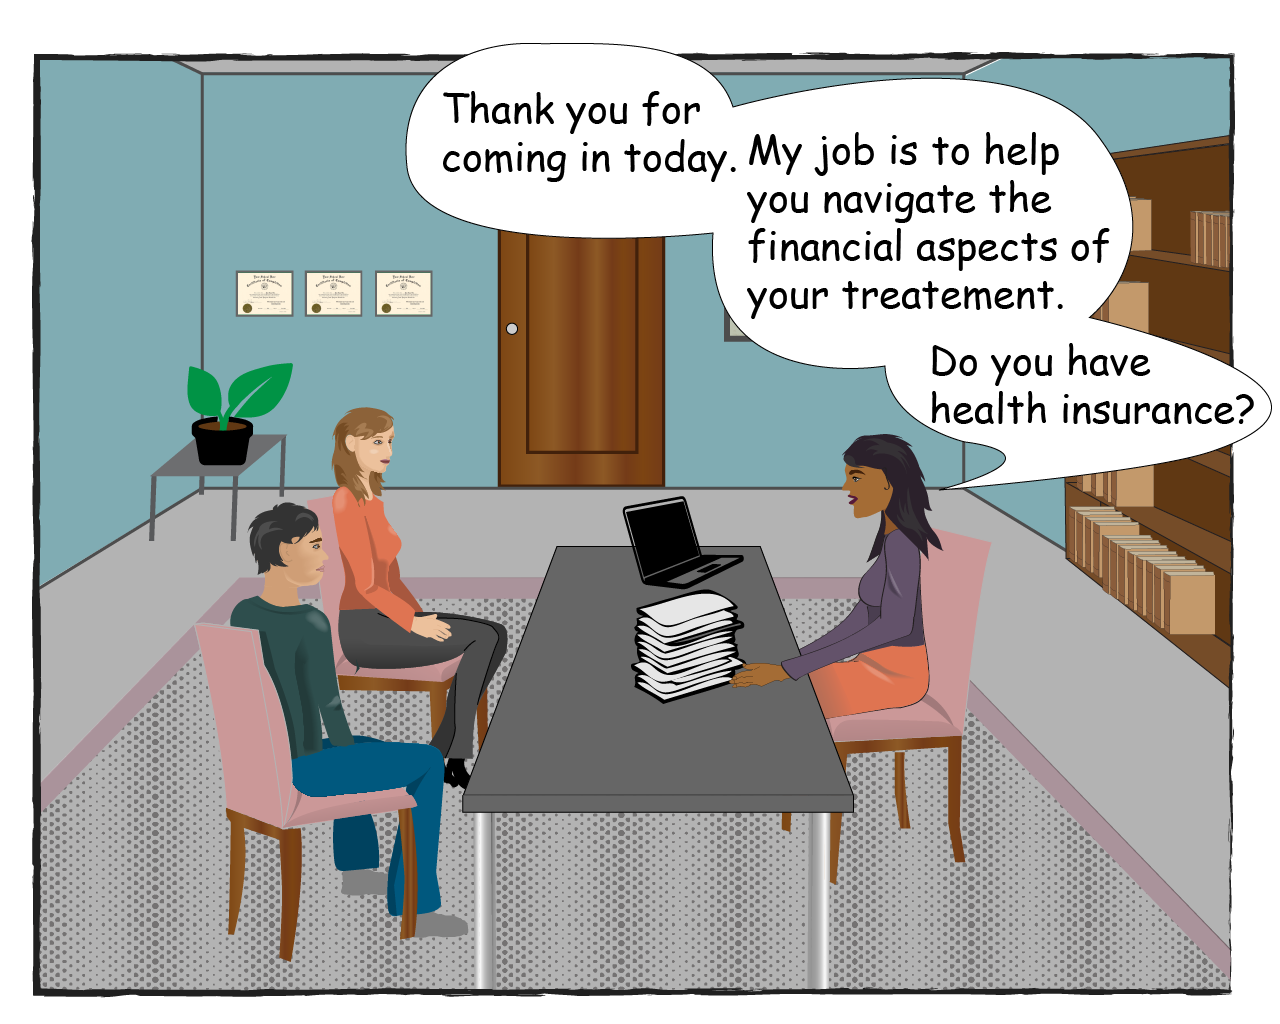 Thank you for
coming in today.
My job is to help
you navigate the
financial aspects of
your treatement.
Do you have
health insurance?